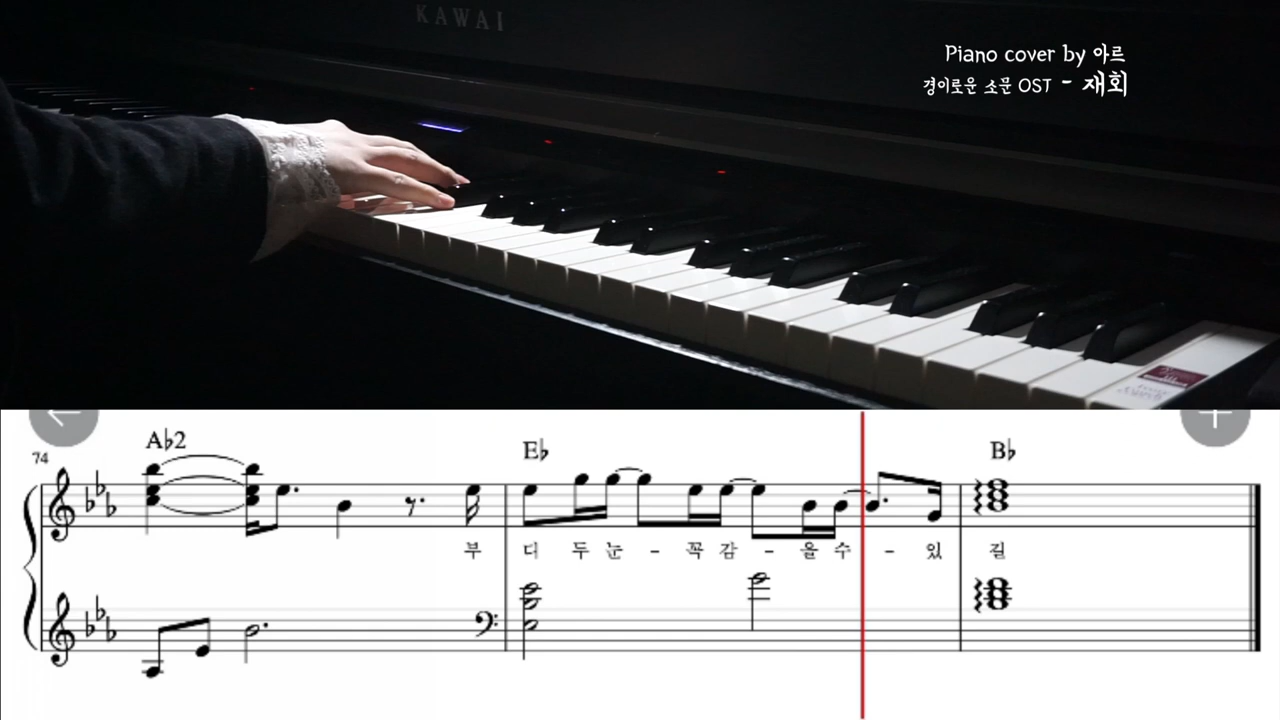 KAWAI
Piano cover by 아르
경이로운 소문 OST - 재회
A♭2
E♭
B♭
74
부 디 두 눈 - 꼭 감 - 을 수 - 있 길